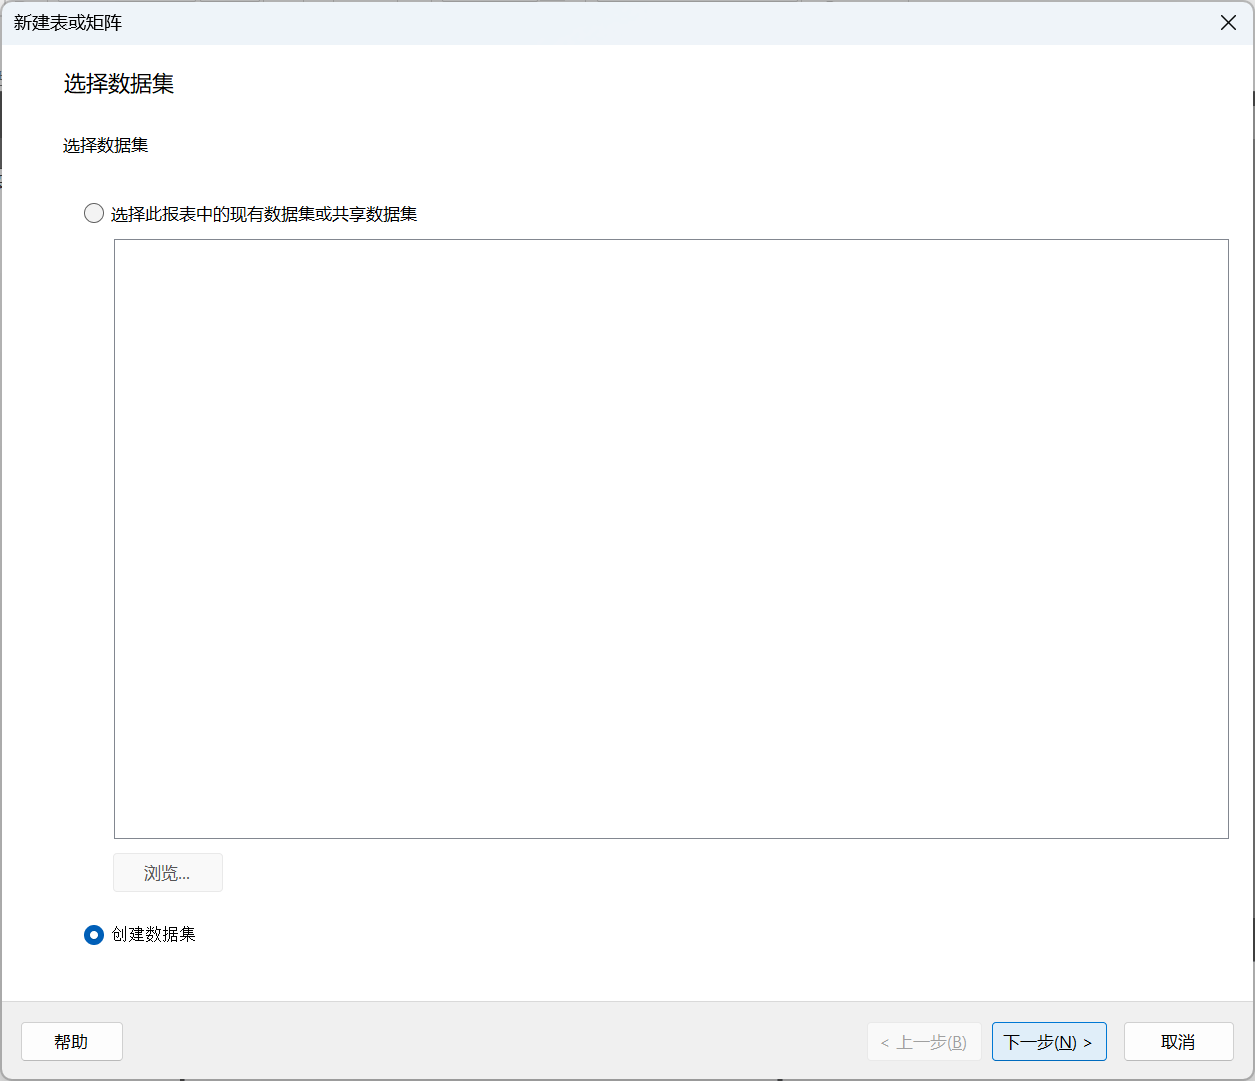 新建表或矩阵
选择数据集
选择数据集
选择此报表中的现有数据集或共享数据集
浏览...
创建数据集
帮助
< 上一步(B)
下一步(N) >
取消